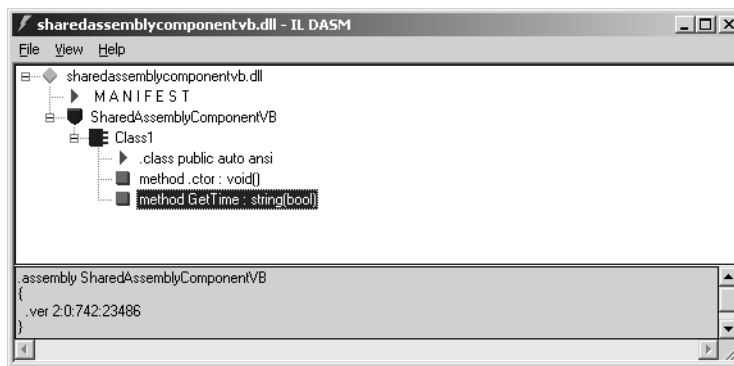 sharedassemblycomponentvb.dll - IL DASM
File View Help
sharedassemblycomponentvb.dll
MANIFEST
SharedAssemblyComponentVB
Class1
.class public auto ansi
method .ctor : void()
method GetTime : string(bool)
.assembly SharedAssemblyComponentVB
{
.ver 2:0:742:23486
}